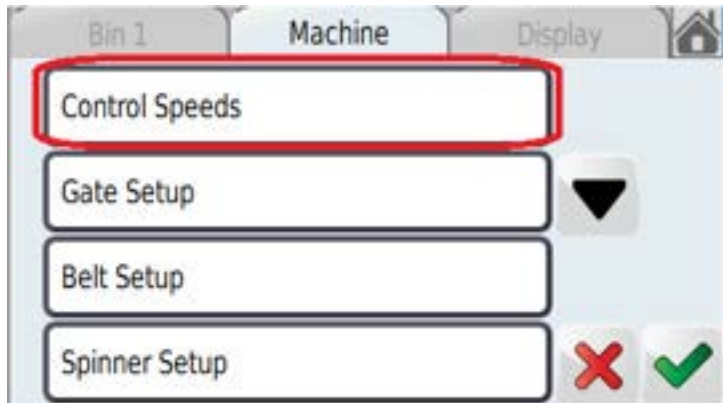 Bin 1 Machine Display
Control Speeds
Gate Setup
Belt Setup
Spinner Setup